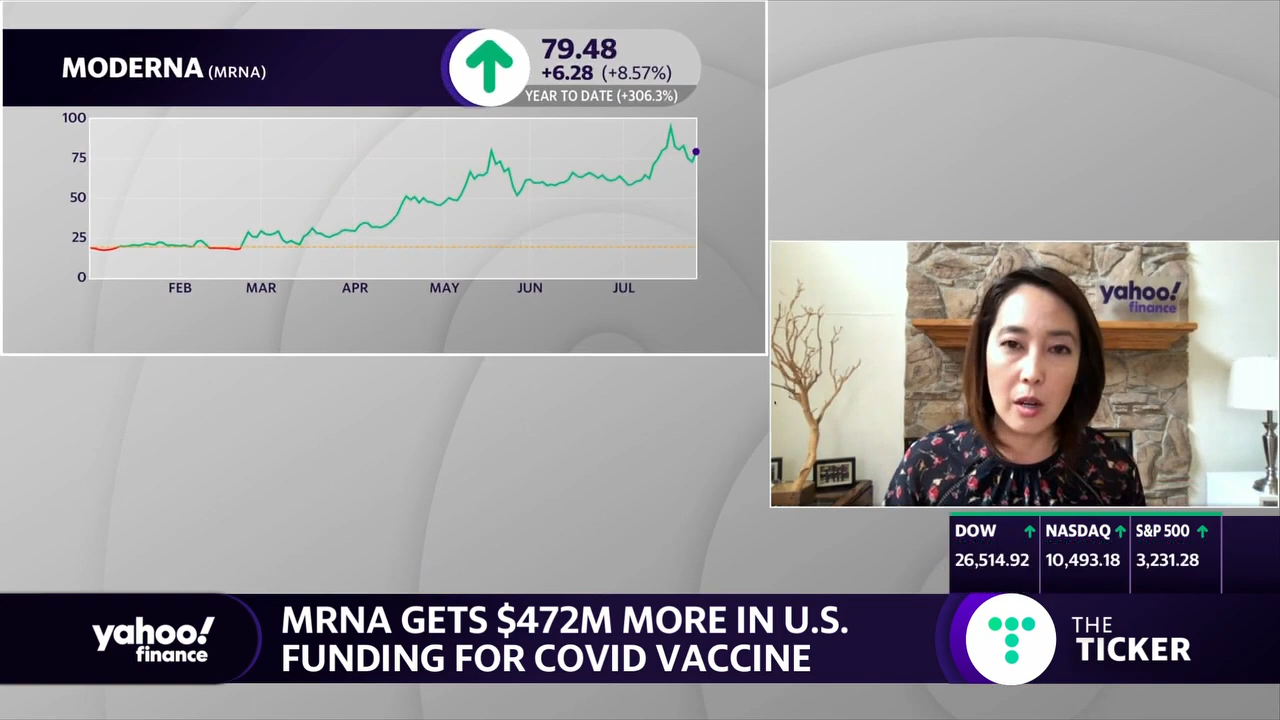 MODERNA (MRNA)
79.48
+6.28 (+8.57%)
YEAR TO DATE (+306.3%)
100
75
50
25
0
FEB MAR APR MAY JUN JUL
yahoo!
finance
DOW NASDAQ S&P 500
26,514.92 10,493.18 3,231.28
yahoo!
finance
MRNA GETS $472M MORE IN U.S.
FUNDING FOR COVID VACCINE
THE
TICKER